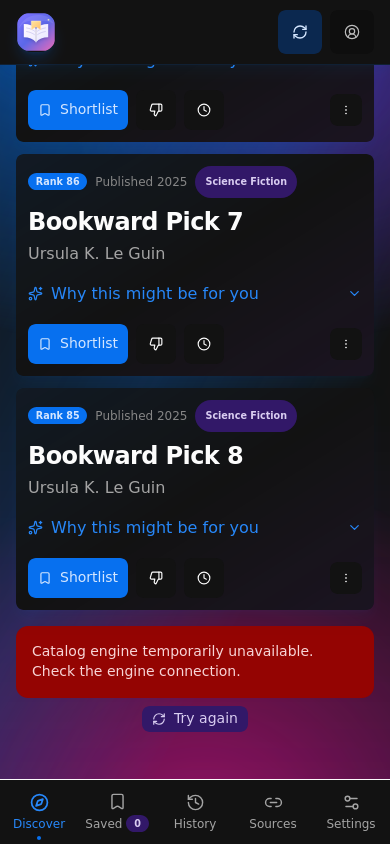 Shortlist
Rank 86 Published 2025 Science Fiction
Bookward Pick 7
Ursula K. Le Guin
Why this might be for you
Shortlist
Rank 85 Published 2025 Science Fiction
Bookward Pick 8
Ursula K. Le Guin
Why this might be for you
Shortlist
Catalog engine temporarily unavailable.
Check the engine connection.
Try again
Discover Saved 0 History Sources Settings